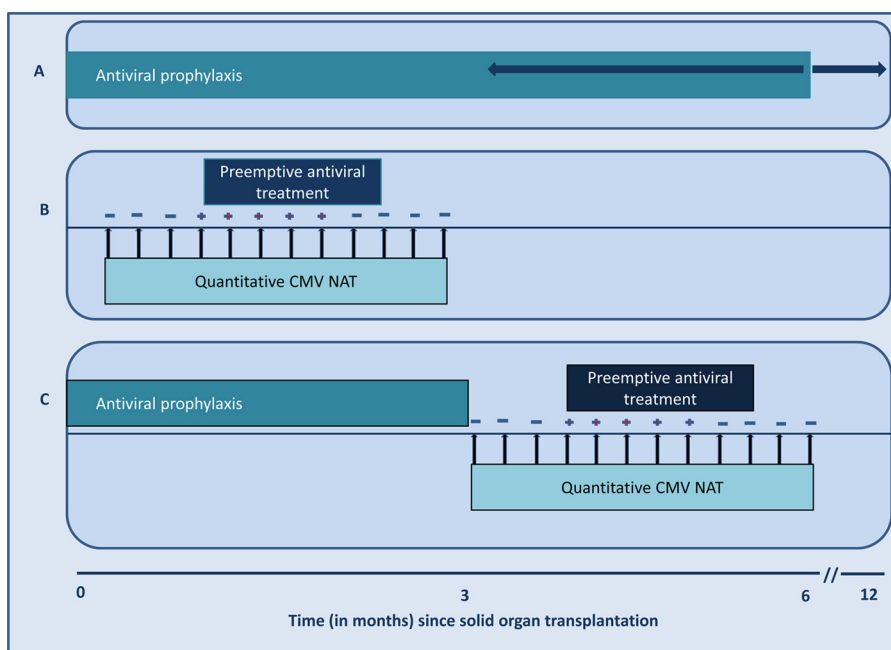 A
Antiviral prophylaxis
B
Preemptive antiviral
treatment
- - - + + + + + - - - -
Quantitative CMV NAT
C
Antiviral prophylaxis
Preemptive antiviral
treatment
- - - + + + + + - - - -
Quantitative CMV NAT
0 3 6 // 12
Time (in months) since solid organ transplantation